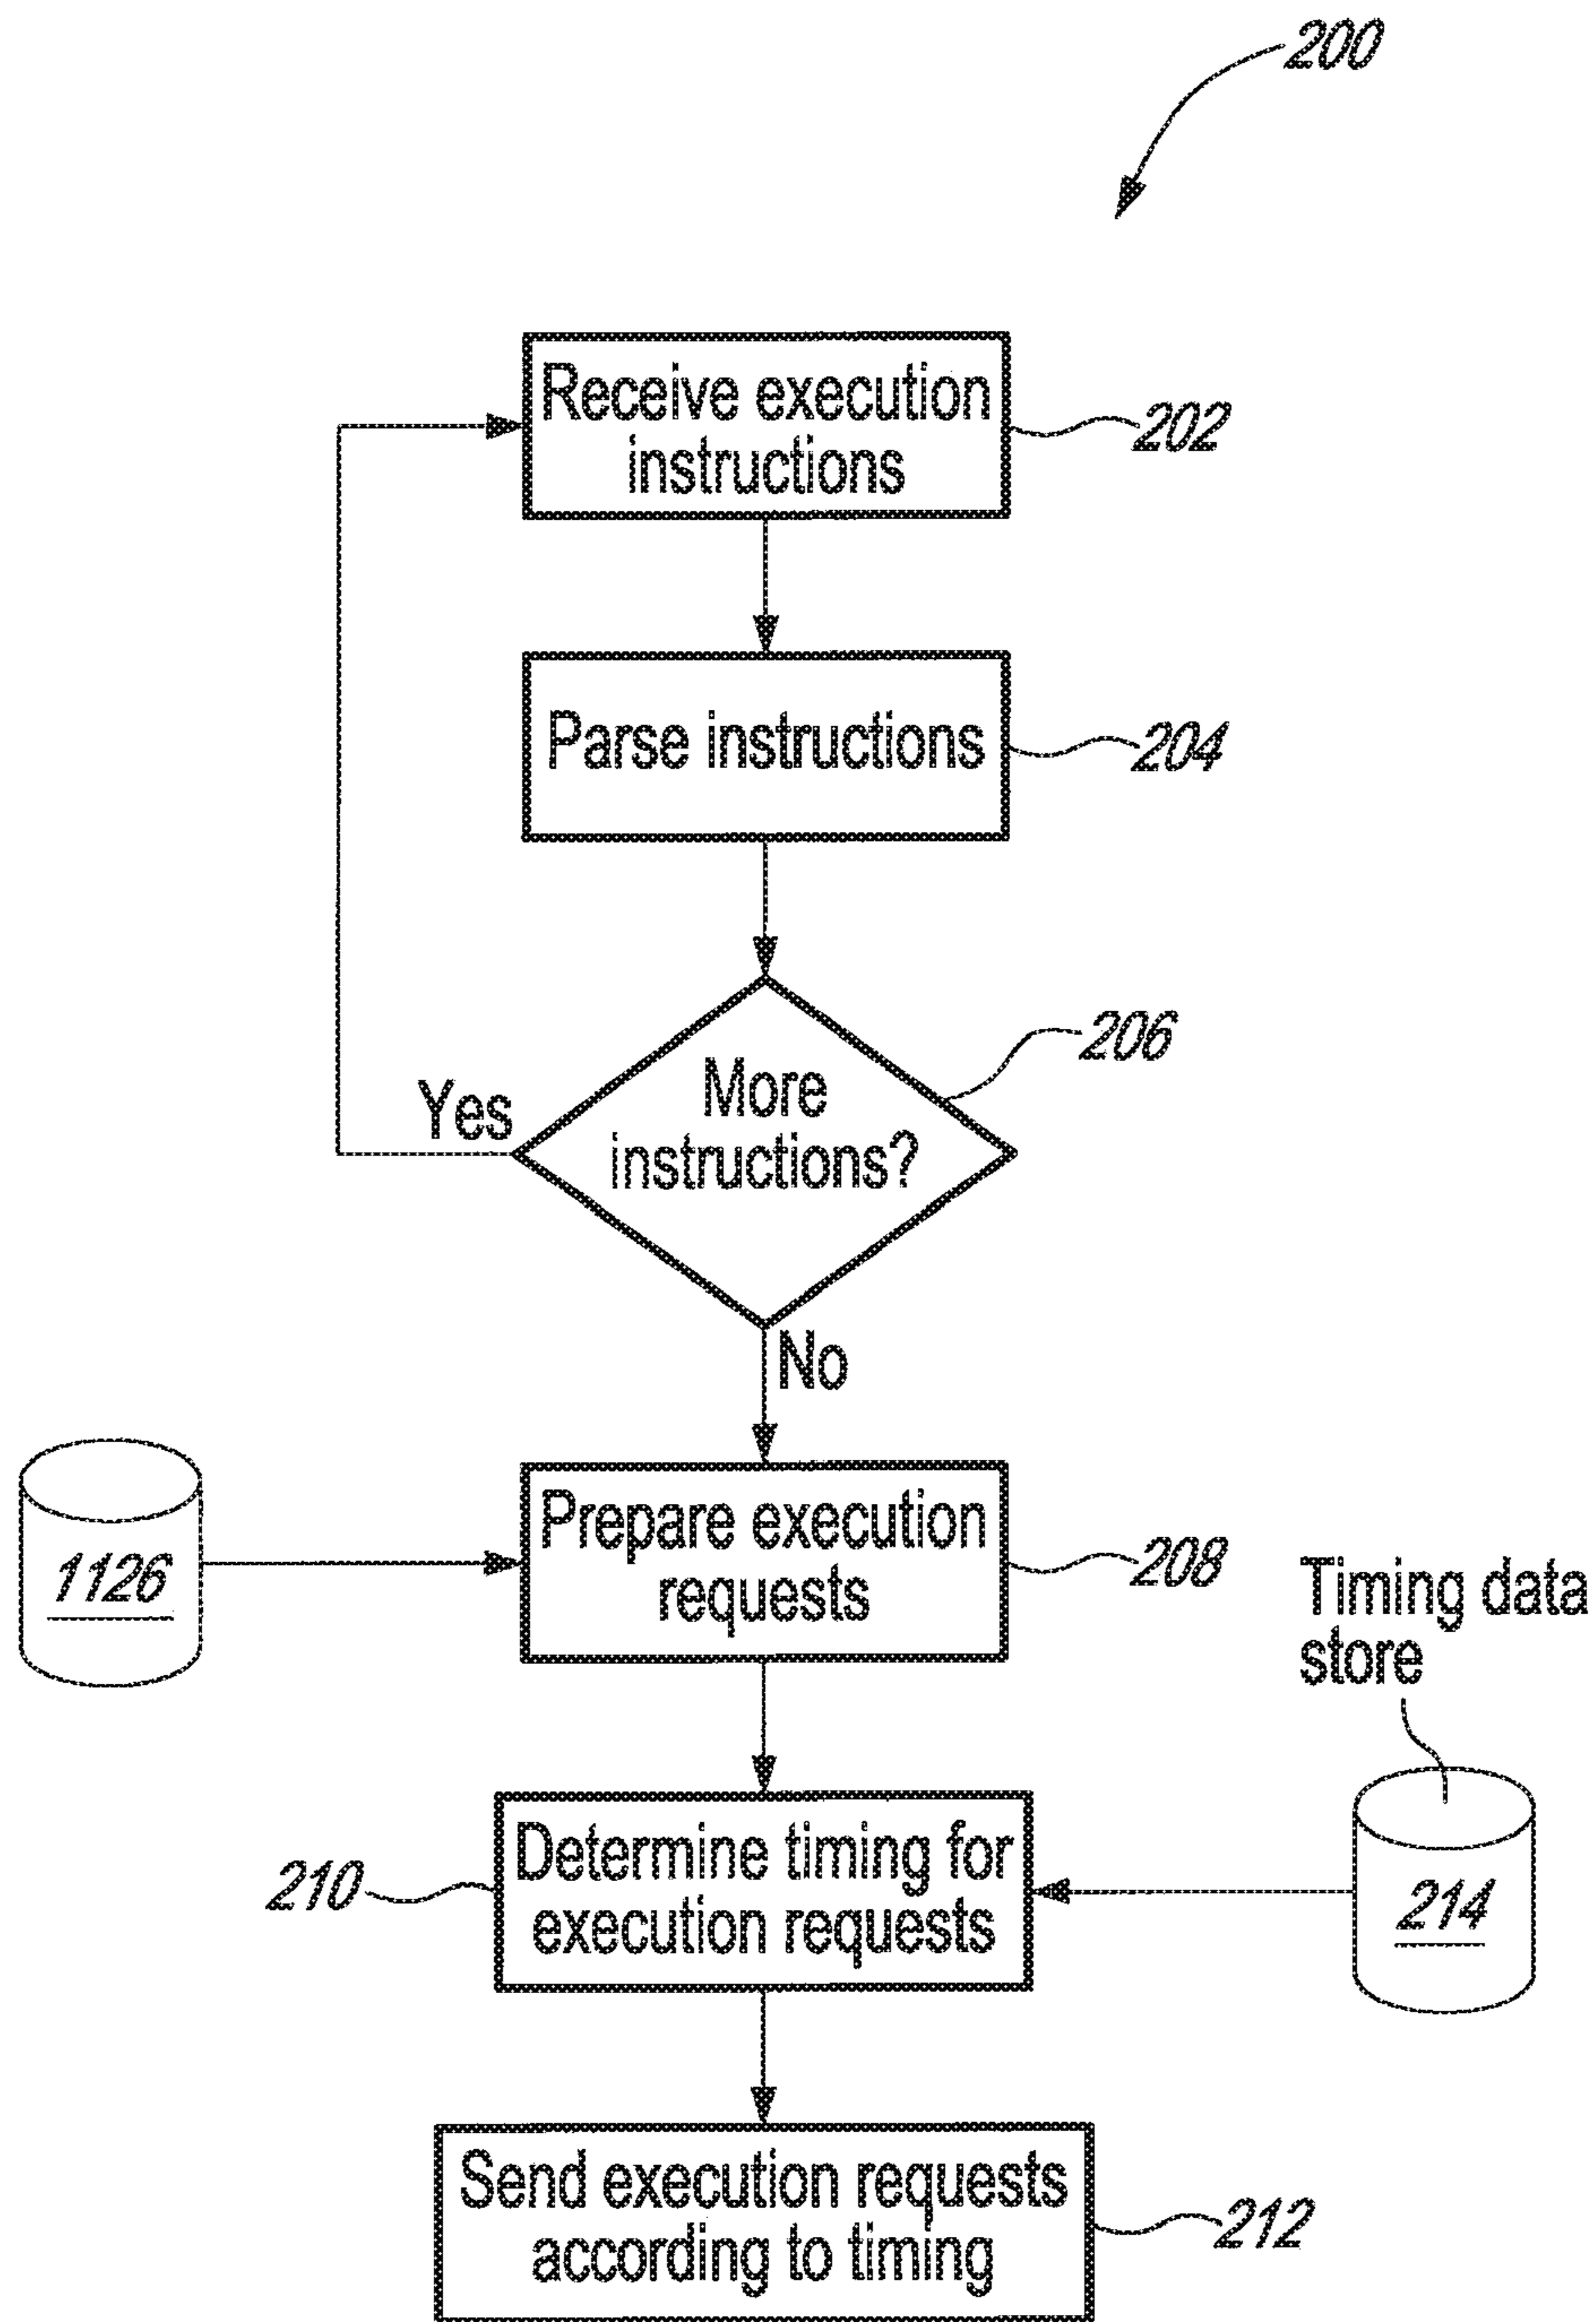 200
Receive execution
instructions
202
Parse instructions
204
206
More
instructions?
Yes
No
1126
Prepare execution
requests
208
Timing data
store
210
Determine timing for
execution requests
214
Send execution requests
according to timing
212